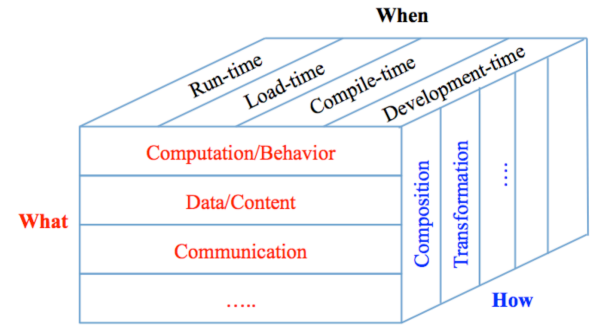 When
Run-time
Load-time
Compile-time
Development-time
What
Computation/Behavior
Data/Content
Communication
.....
Composition
Transformation
....
How